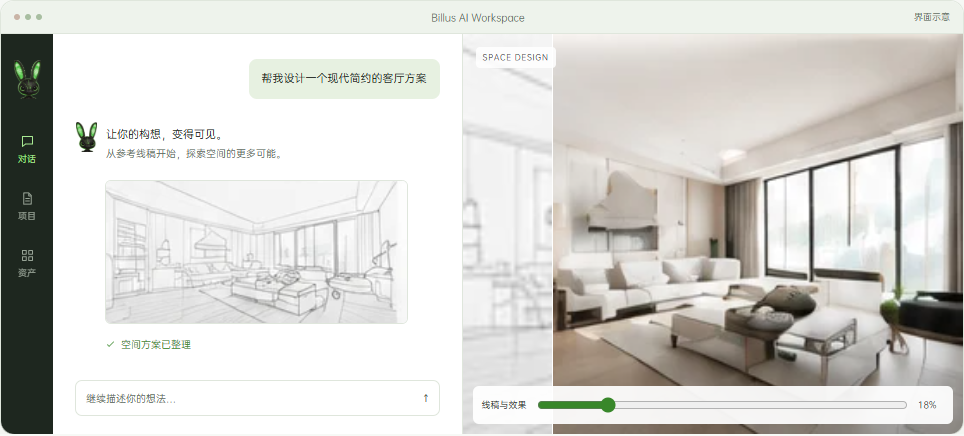 Billus AI Workspace
界面示意
对话
项目
资产
帮我设计一个现代简约的客厅方案
让你的构想，变得可见。
从参考线稿开始，探索空间的更多可能。
空间方案已整理
继续描述你的想法...
↑
SPACE DESIGN
线稿与效果
18%